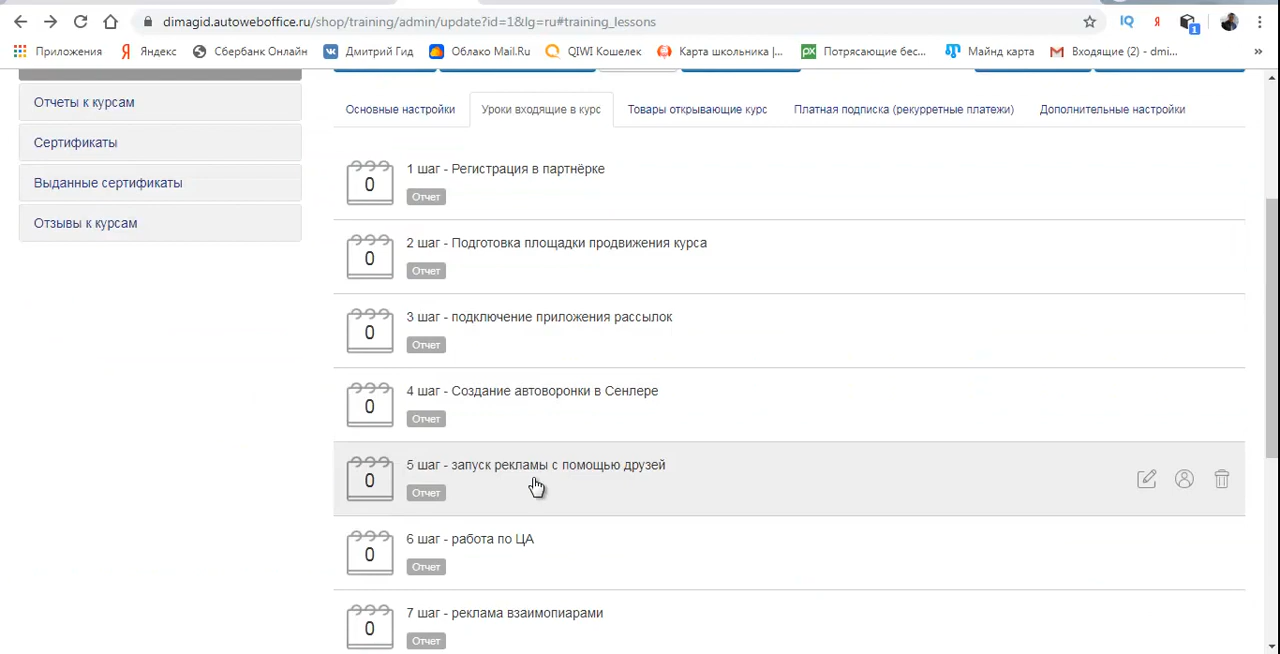 dimagid.autoweboffice.ru/shop/training/admin/update?id=1&lg=ru#training_lessons
IQ
Я
1
Приложения
Я Яндекс
Сбербанк Онлайн
Дмитрий Гид
Облако Mail.Ru
QIWI Кошелек
Карта школьника |...
px Потрясающие бес...
Майнд карта
Входящие (2) - dmi...
»
Отчеты к курсам
Сертификаты
Выданные сертификаты
Отзывы к курсам
Основные настройки
Уроки входящие в курс
Товары открывающие курс
Платная подписка (рекурретные платежи)
Дополнительные настройки
0
1 шаг - Регистрация в партнёрке
Отчет
0
2 шаг - Подготовка площадки продвижения курса
Отчет
0
3 шаг - подключение приложения рассылок
Отчет
0
4 шаг - Создание автоворонки в Сенлере
Отчет
0
5 шаг - запуск рекламы с помощью друзей
Отчет
0
6 шаг - работа по ЦА
Отчет
0
7 шаг - реклама взаимопиарами
Отчет